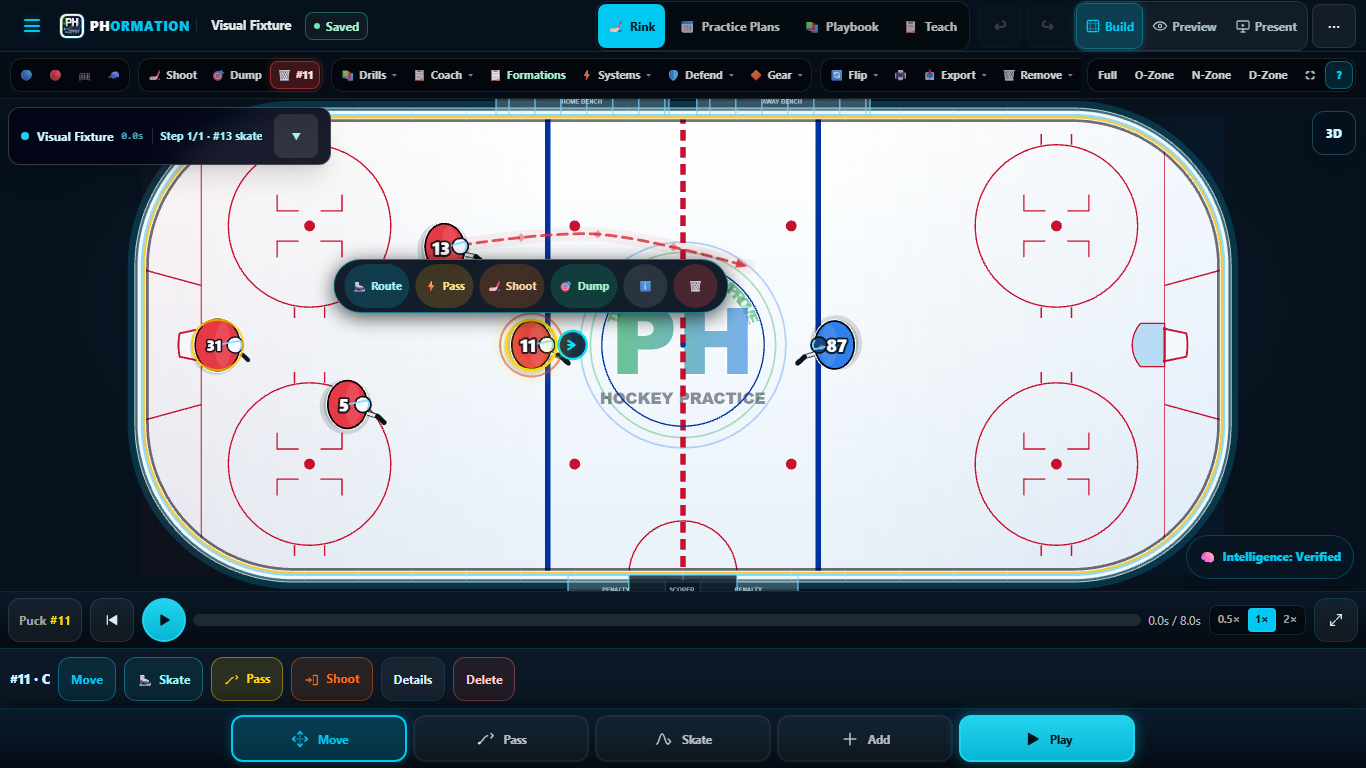 PHORMATION
Visual Fixture
Saved
Rink
Practice Plans
Playbook
Teach
Build
Preview
Present
Shoot
Dump
#11
Drills
Coach
Formations
Systems
Defend
Gear
Flip
Export
Remove
Full
O-Zone
N-Zone
D-Zone
?
HOME BENCH
AWAY BENCH
Visual Fixture 0.0s Step 1/1 · #13 skate
3D
13
Route
Pass
Shoot
Dump
31
11
87
5
PH
HOCKEY PRACTICE
Intelligence: Verified
PENALTY
SCORER
PENALTY
Puck #11
0.0s / 8.0s
0.5×
1×
2×
#11 · C
Move
Skate
Pass
Shoot
Details
Delete
Move
Pass
Skate
Add
Play